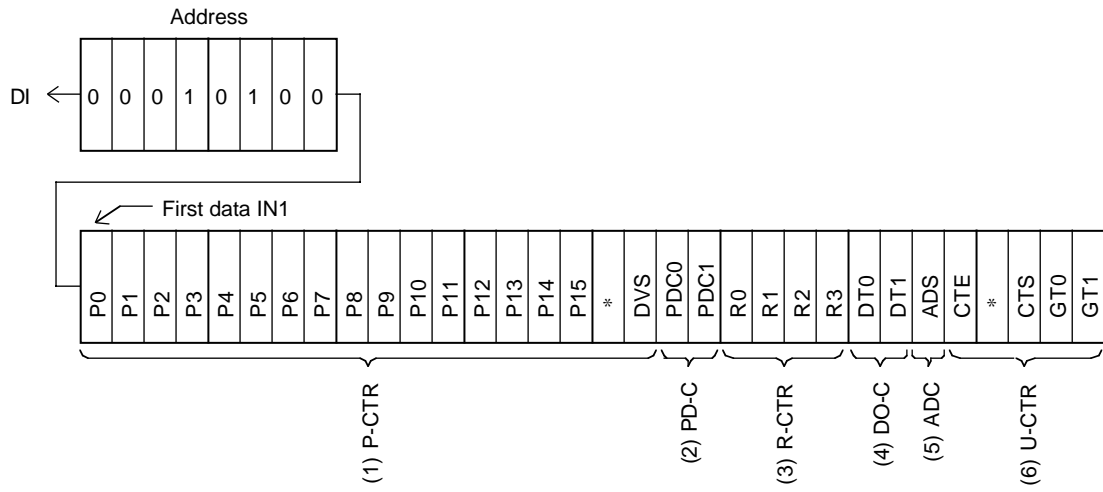 Address
DI
0 0 0 1 0 1 0 0
First data IN1
P0 P1 P2 P3 P4 P5 P6 P7 P8 P9 P10 P11 P12 P13 P14 P15 * DVS PDC0 PDC1 R0 R1 R2 R3 DT0 DT1 ADS CTE * CTS GT0 GT1
(1) P-CTR
(2) PD-C
(3) R-CTR
(4) DO-C
(5) ADC
(6) U-CTR